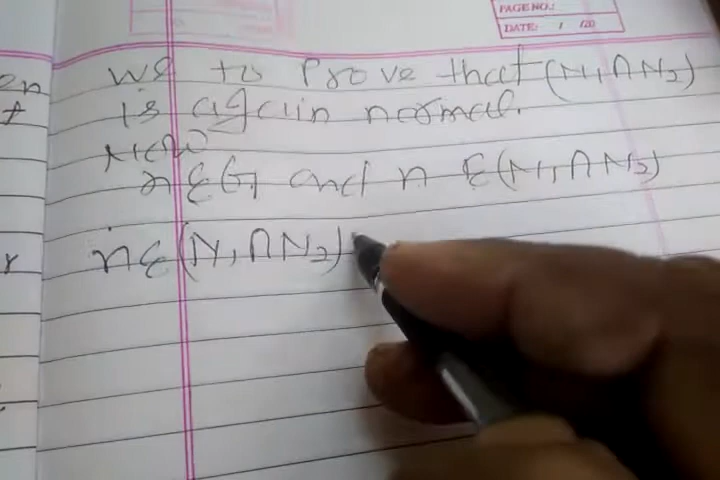 PAGE NO.:
DATE: / /20
we to Prove that (N₁∩N₂)
is again normal.
Now
x∈G and n ∈(N₁∩N₂)
n∈(N₁∩N₂)
en
t
r